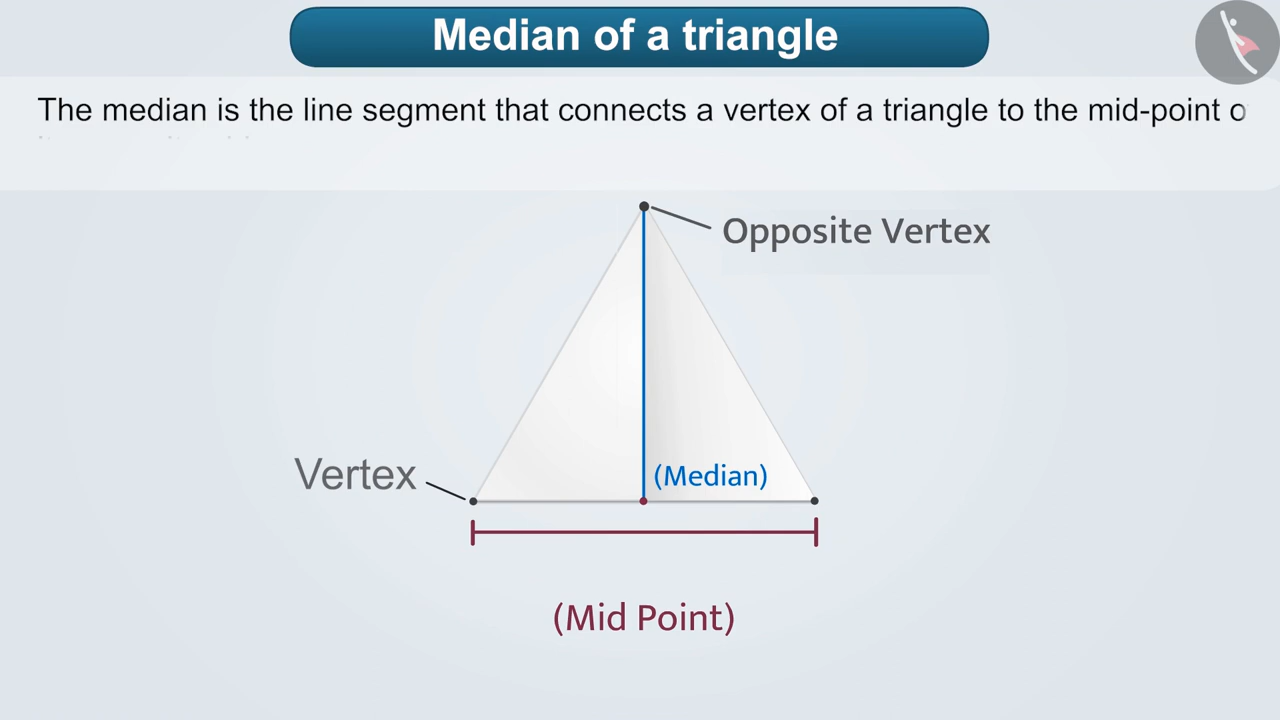 Median of a triangle
The median is the line segment that connects a vertex of a triangle to the mid-point
Opposite Vertex
Vertex
(Median)
(Mid Point)